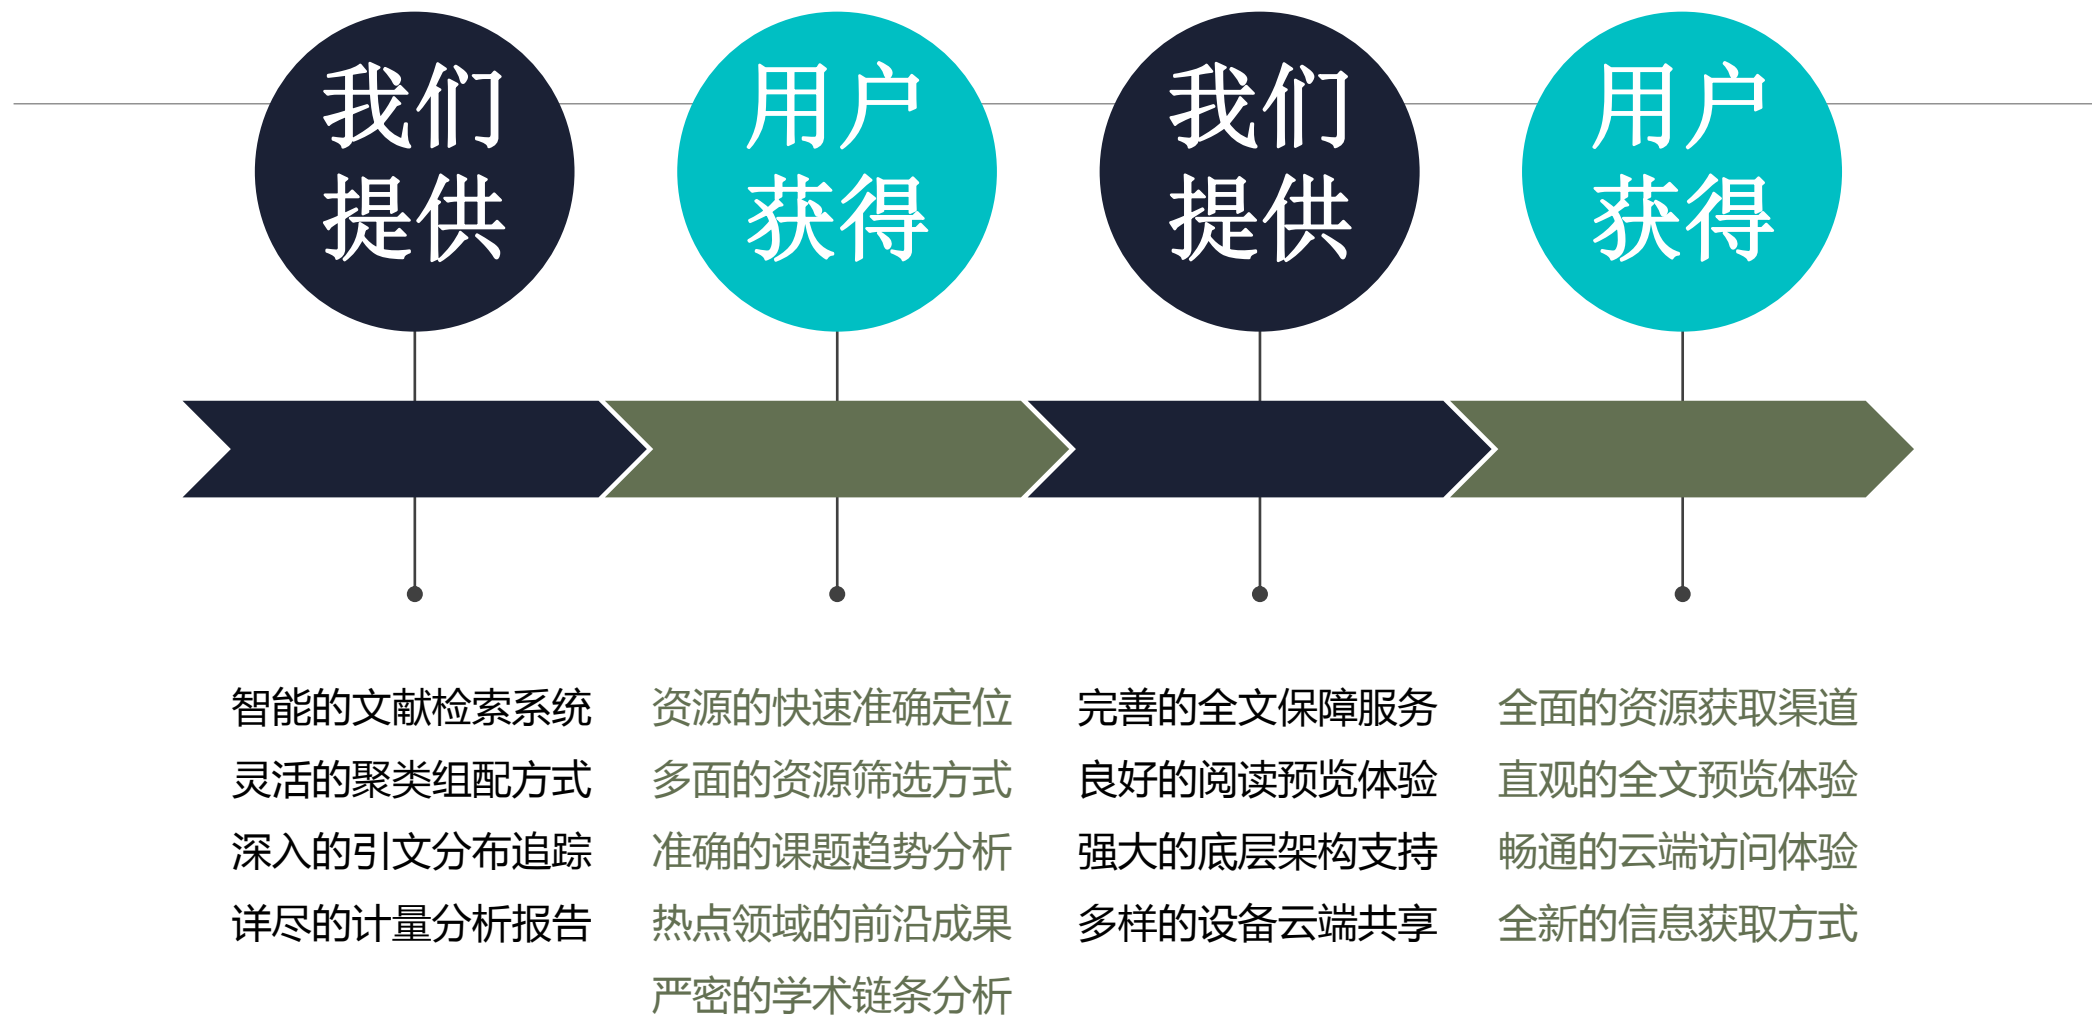 我们
提供
用户
获得
我们
提供
用户
获得
智能的文献检索系统
灵活的聚类组配方式
深入的引文分布追踪
详尽的计量分析报告
资源的快速准确定位
多面的资源筛选方式
准确的课题趋势分析
热点领域的前沿成果
严密的学术链条分析
完善的全文保障服务
良好的阅读预览体验
强大的底层架构支持
多样的设备云端共享
全面的资源获取渠道
直观的全文预览体验
畅通的云端访问体验
全新的信息获取方式